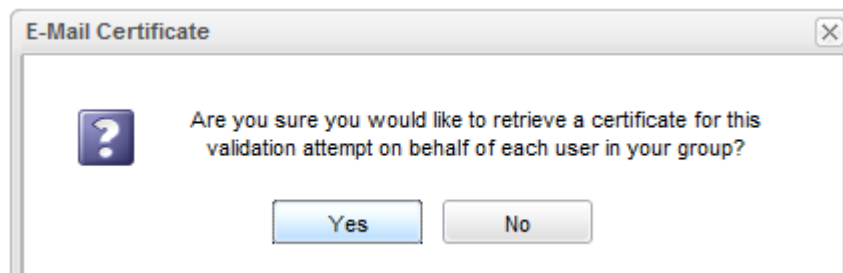 E-Mail Certificate
Are you sure you would like to retrieve a certificate for this
validation attempt on behalf of each user in your group?
Yes
No